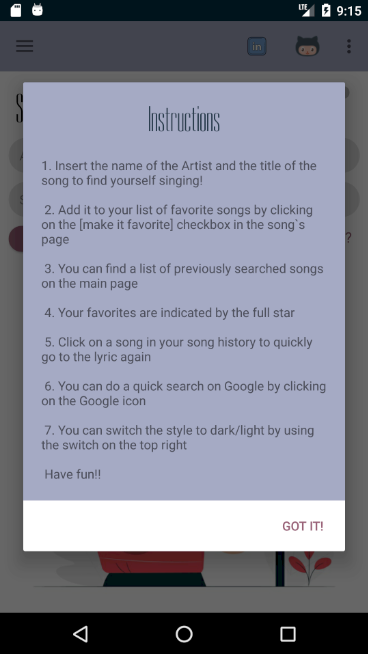 LTE 9:15
in
Instructions
1. Insert the name of the Artist and the title of the
song to find yourself singing!
2. Add it to your list of favorite songs by clicking
on the [make it favorite] checkbox in the song`s
page
3. You can find a list of previously searched songs
on the main page
4. Your favorites are indicated by the full star
5. Click on a song in your song history to quickly
go to the lyric again
6. You can do a quick search on Google by clicking
on the Google icon
7. You can switch the style to dark/light by using
the switch on the top right
Have fun!!
GOT IT!